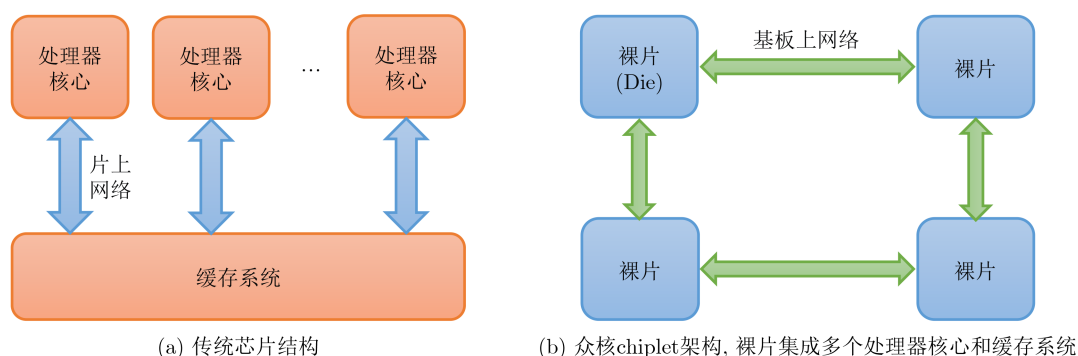 处理器
核心
处理器
核心
…
处理器
核心
片上
网络
缓存系统
(a) 传统芯片结构
裸片
(Die)
基板上网络
裸片
裸片
裸片
(b) 众核chiplet架构, 裸片集成多个处理器核心和缓存系统